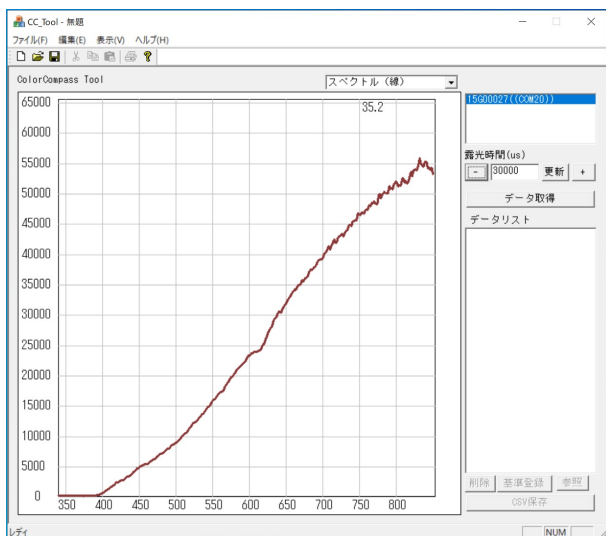 CC_Tool - 無題
ファイル(F) 編集(E) 表示(V) ヘルプ(H)
ColorCompass Tool
スペクトル (線)
35.2
65000
60000
55000
50000
45000
40000
35000
30000
25000
20000
15000
10000
5000
0
350 400 450 500 550 600 650 700 750 800
15G00027((COM20))
露光時間(us)
- 30000 更新 +
データ取得
データリスト
削除 基準登録 参照
CSV保存
レディ
NUM